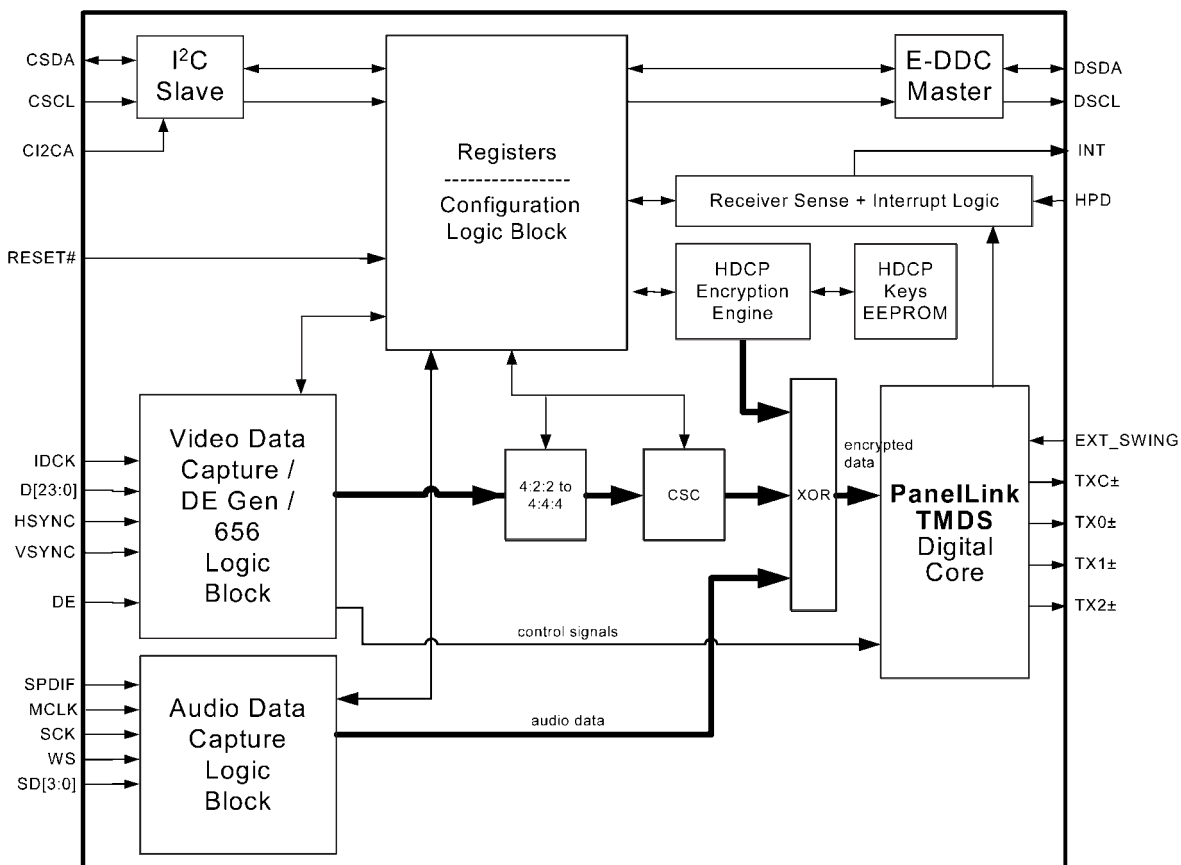 CSDA
CSCL
CI2CA
RESET#
I²C
Slave
Registers
-----------------
Configuration
Logic Block
E-DDC
Master
DSDA
DSCL
INT
HPD
Receiver Sense + Interrupt Logic
HDCP
Encryption
Engine
HDCP
Keys
EEPROM
IDCK
D[23:0]
HSYNC
VSYNC
DE
Video Data
Capture /
DE Gen /
656
Logic
Block
4:2:2 to
4:4:4
CSC
XOR
encrypted
data
PanelLink
TMDS
Digital
Core
EXT_SWING
TXC±
TX0±
TX1±
TX2±
control signals
SPDIF
MCLK
SCK
WS
SD[3:0]
Audio Data
Capture
Logic
Block
audio data